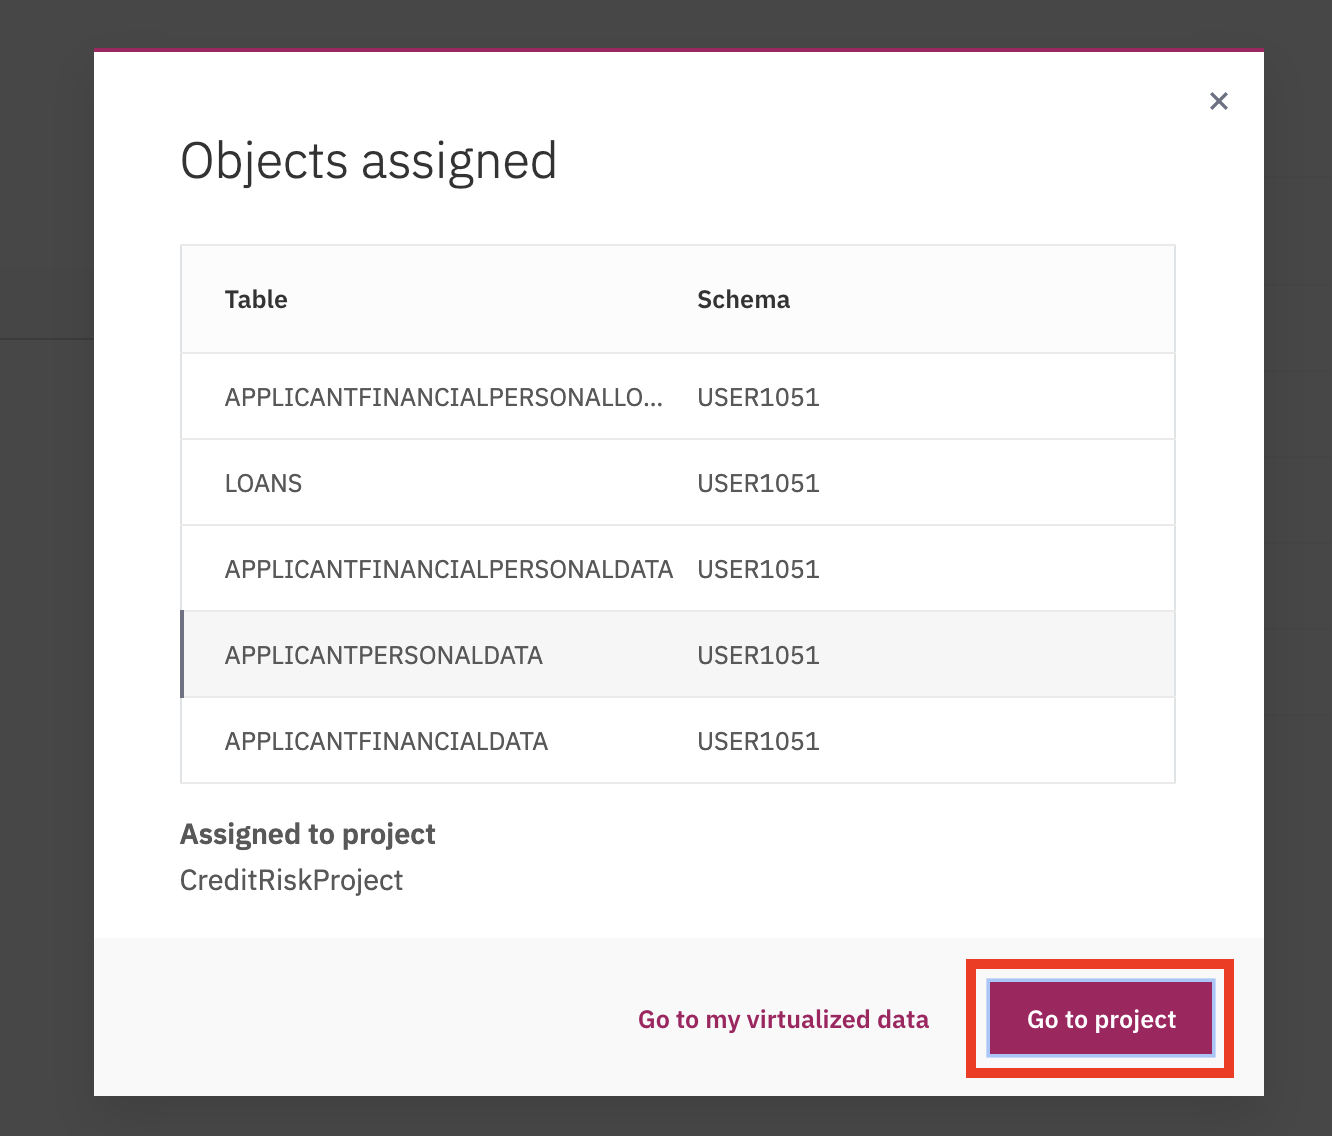 Objects assigned
Table Schema
APPLICANTFINANCIALPERSONALLO... USER1051
LOANS USER1051
APPLICANTFINANCIALPERSONALDATA USER1051
APPLICANTPERSONALDATA USER1051
APPLICANTFINANCIALDATA USER1051
Assigned to project
CreditRiskProject
Go to my virtualized data Go to project